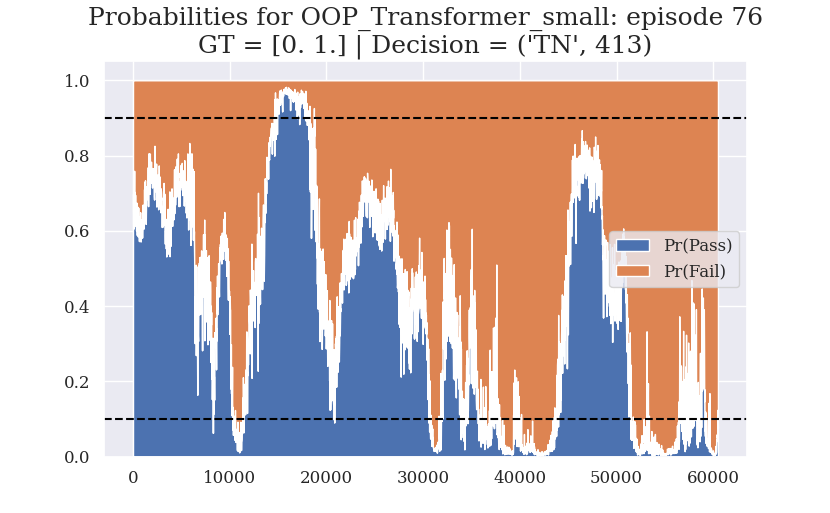 Probabilities for OOP_Transformer_small: episode 76
GT = [0. 1.] | Decision = ('TN', 413)
1.0
0.8
0.6
0.4
0.2
0.0
Pr(Pass)
Pr(Fail)
0 10000 20000 30000 40000 50000 60000